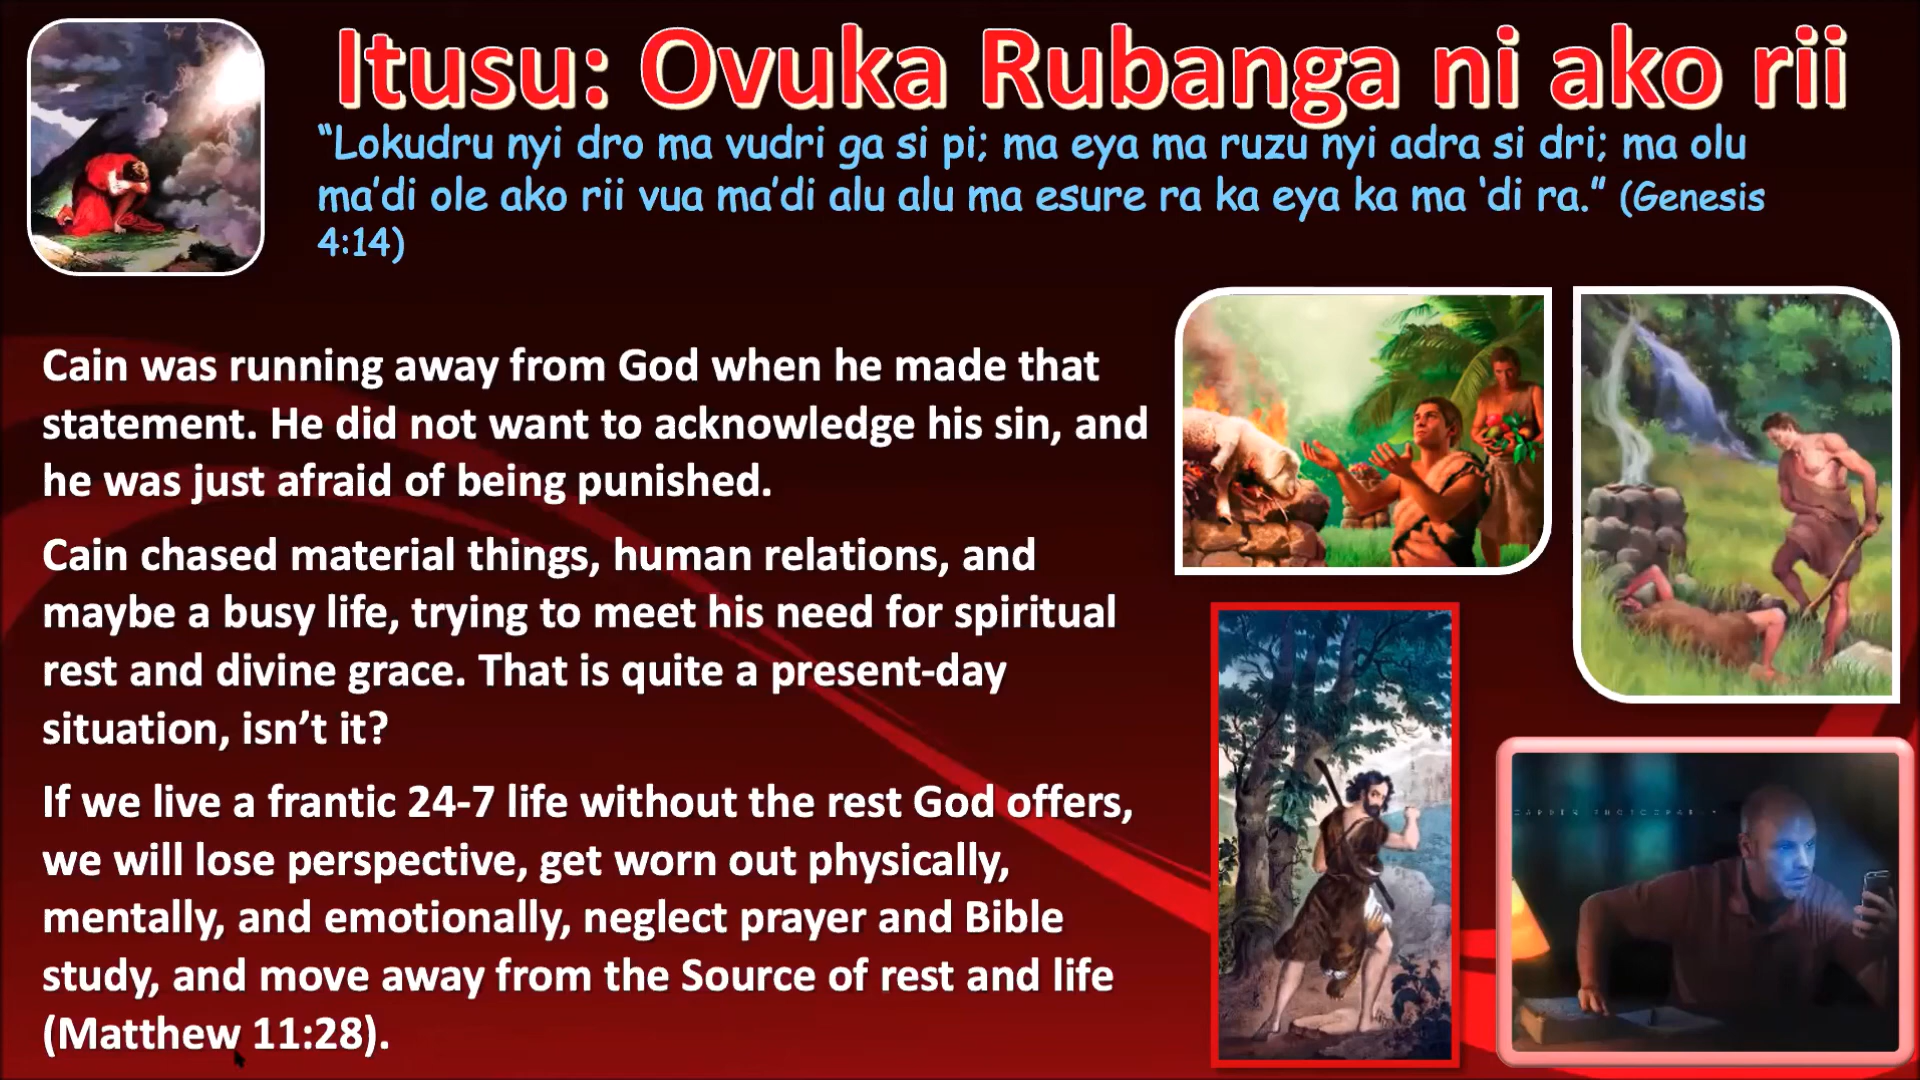 Itusu: Ovuka Rubanga ni ako rii
“Lokudru nyi dro ma vudri ga si pi; ma eya ma ruzu nyi adra si dri; ma olu
ma’di ole ako rii vua ma’di alu alu ma esure ra ka eya ka ma ‘di ra.” (Genesis
4:14)
Cain was running away from God when he made that
statement. He did not want to acknowledge his sin, and
he was just afraid of being punished.
Cain chased material things, human relations, and
maybe a busy life, trying to meet his need for spiritual
rest and divine grace. That is quite a present-day
situation, isn’t it?
If we live a frantic 24-7 life without the rest God offers,
we will lose perspective, get worn out physically,
mentally, and emotionally, neglect prayer and Bible
study, and move away from the Source of rest and life
(Matthew 11:28).